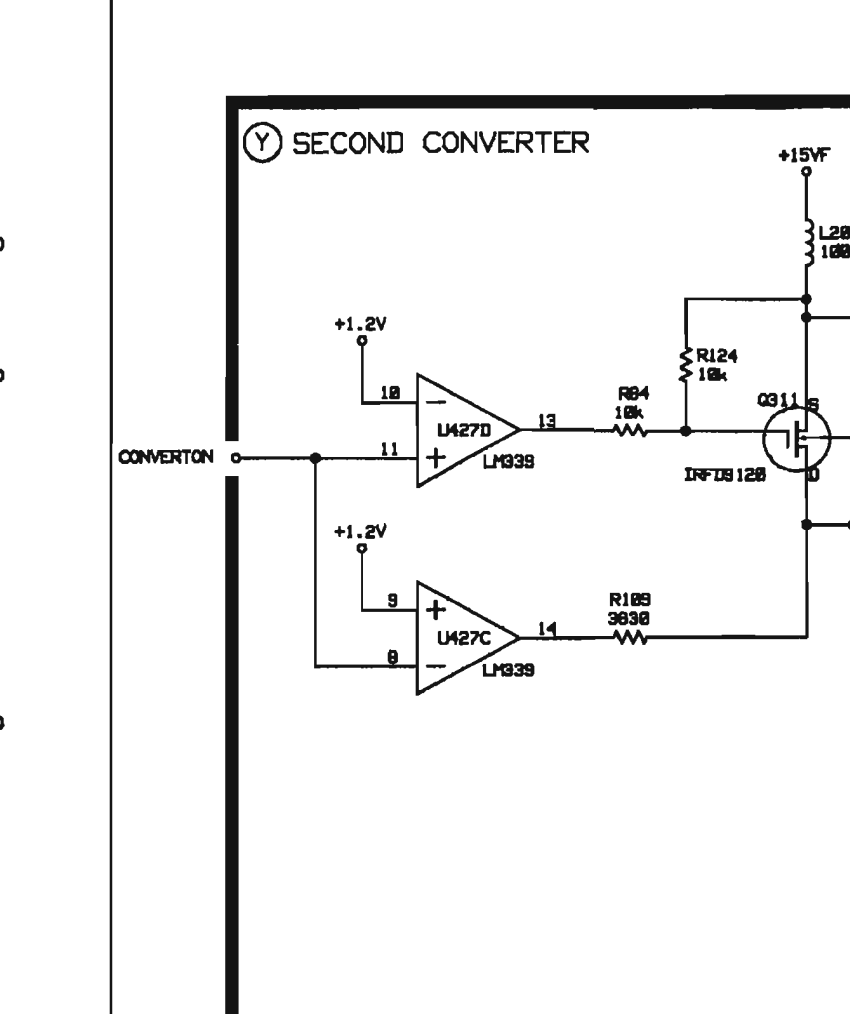 Y SECOND CONVERTER
+15VF
L20
100
+1.2V
R124
10k
10
R84
10k
Q311
S
-
U427D
13
CONVERTON
11
+
LM339
IRFD9120
D
+1.2V
9
R109
3830
+
U427C
14
8
-
LM339